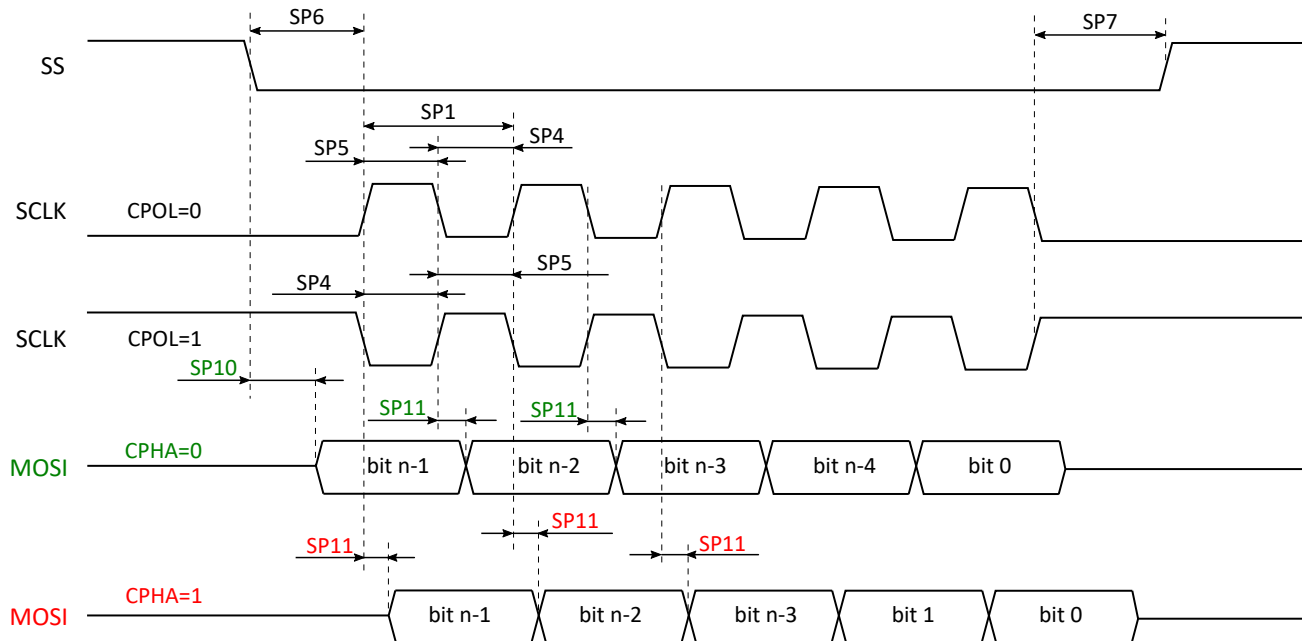 SP6
SP7
SS
SP1
SP4
SP5
SCLK CPOL=0
SP5
SP4
SCLK CPOL=1
SP10
SP11 SP11
MOSI CPHA=0 bit n-1 bit n-2 bit n-3 bit n-4 bit 0
SP11
SP11 SP11
MOSI CPHA=1 bit n-1 bit n-2 bit n-3 bit 1 bit 0